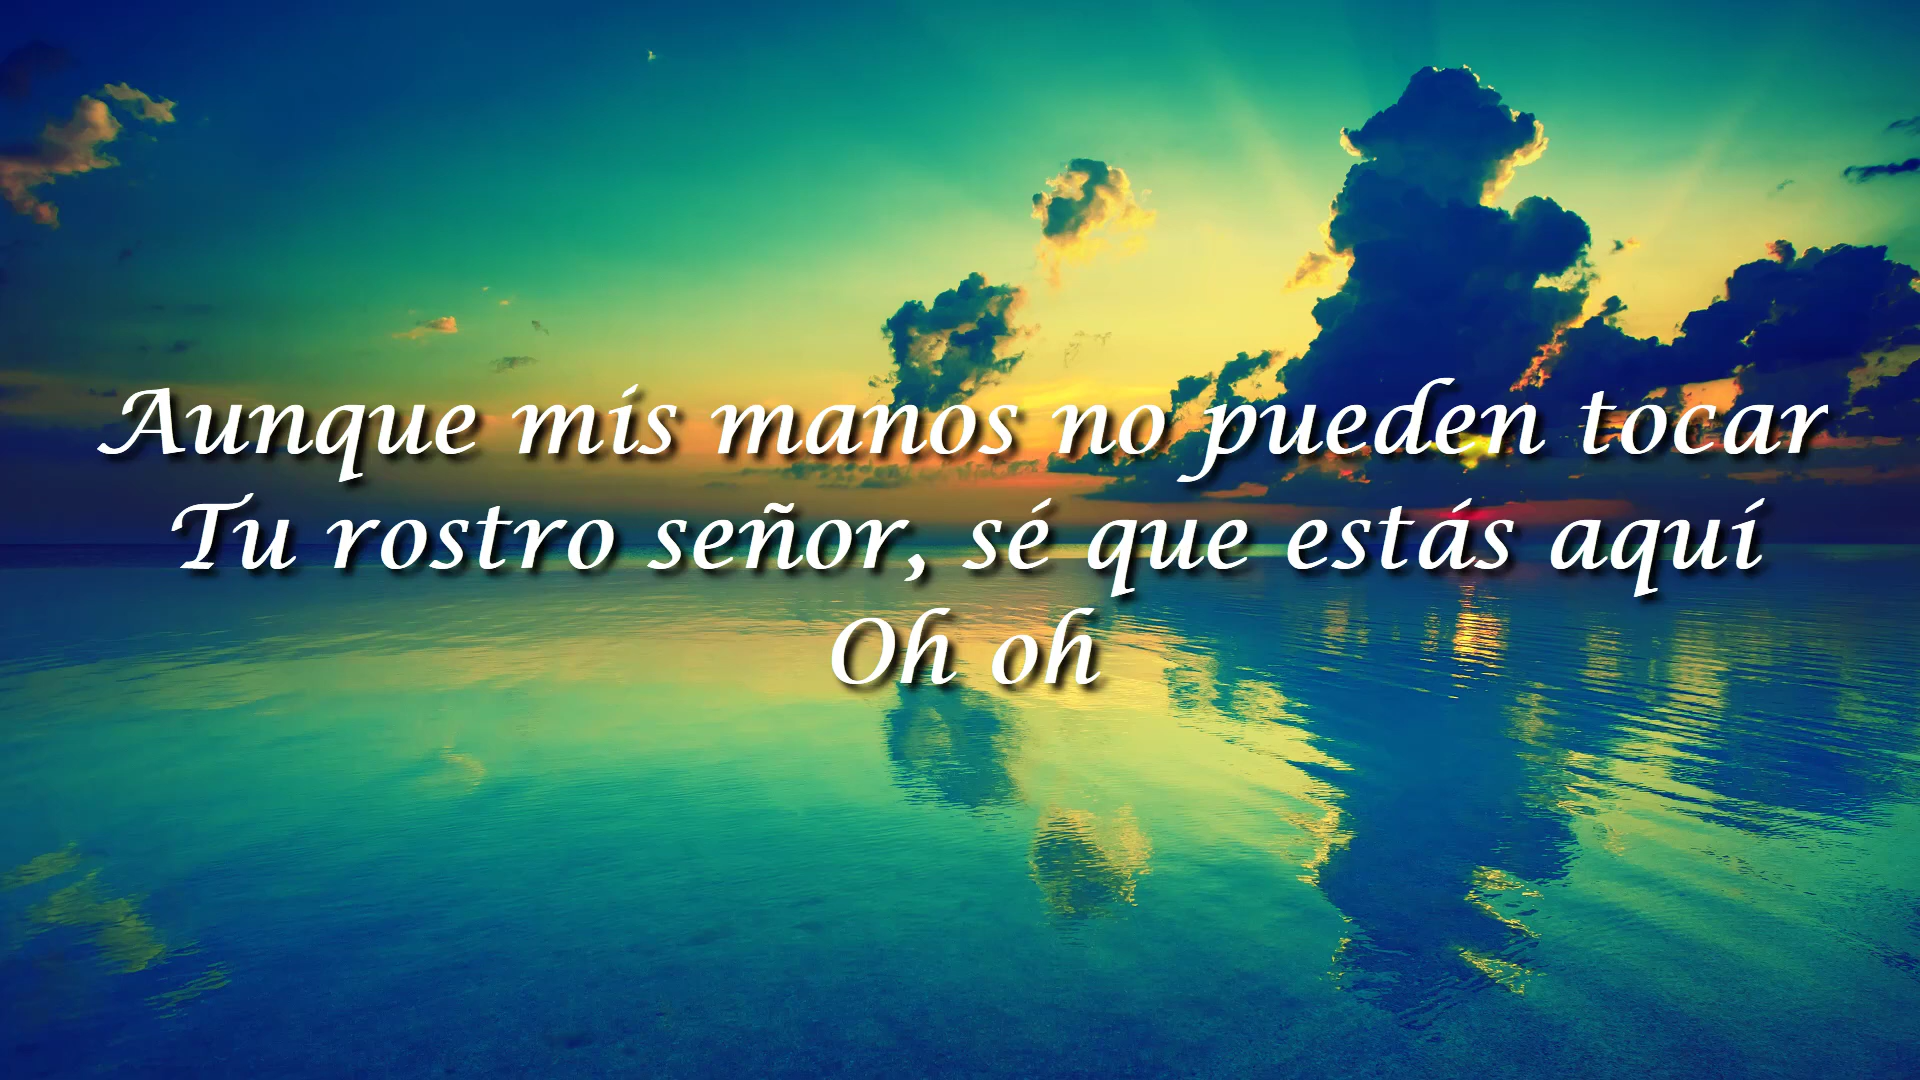 Aunque mis manos no pueden tocar
Tu rostro señor, sé que estás aquí
Oh oh